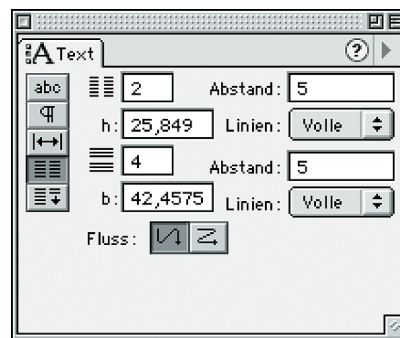 A Text ?
abc 2 Abstand: 5
h: 25,849 Linien: Volle
4 Abstand: 5
b: 42,4575 Linien: Volle
Fluss: